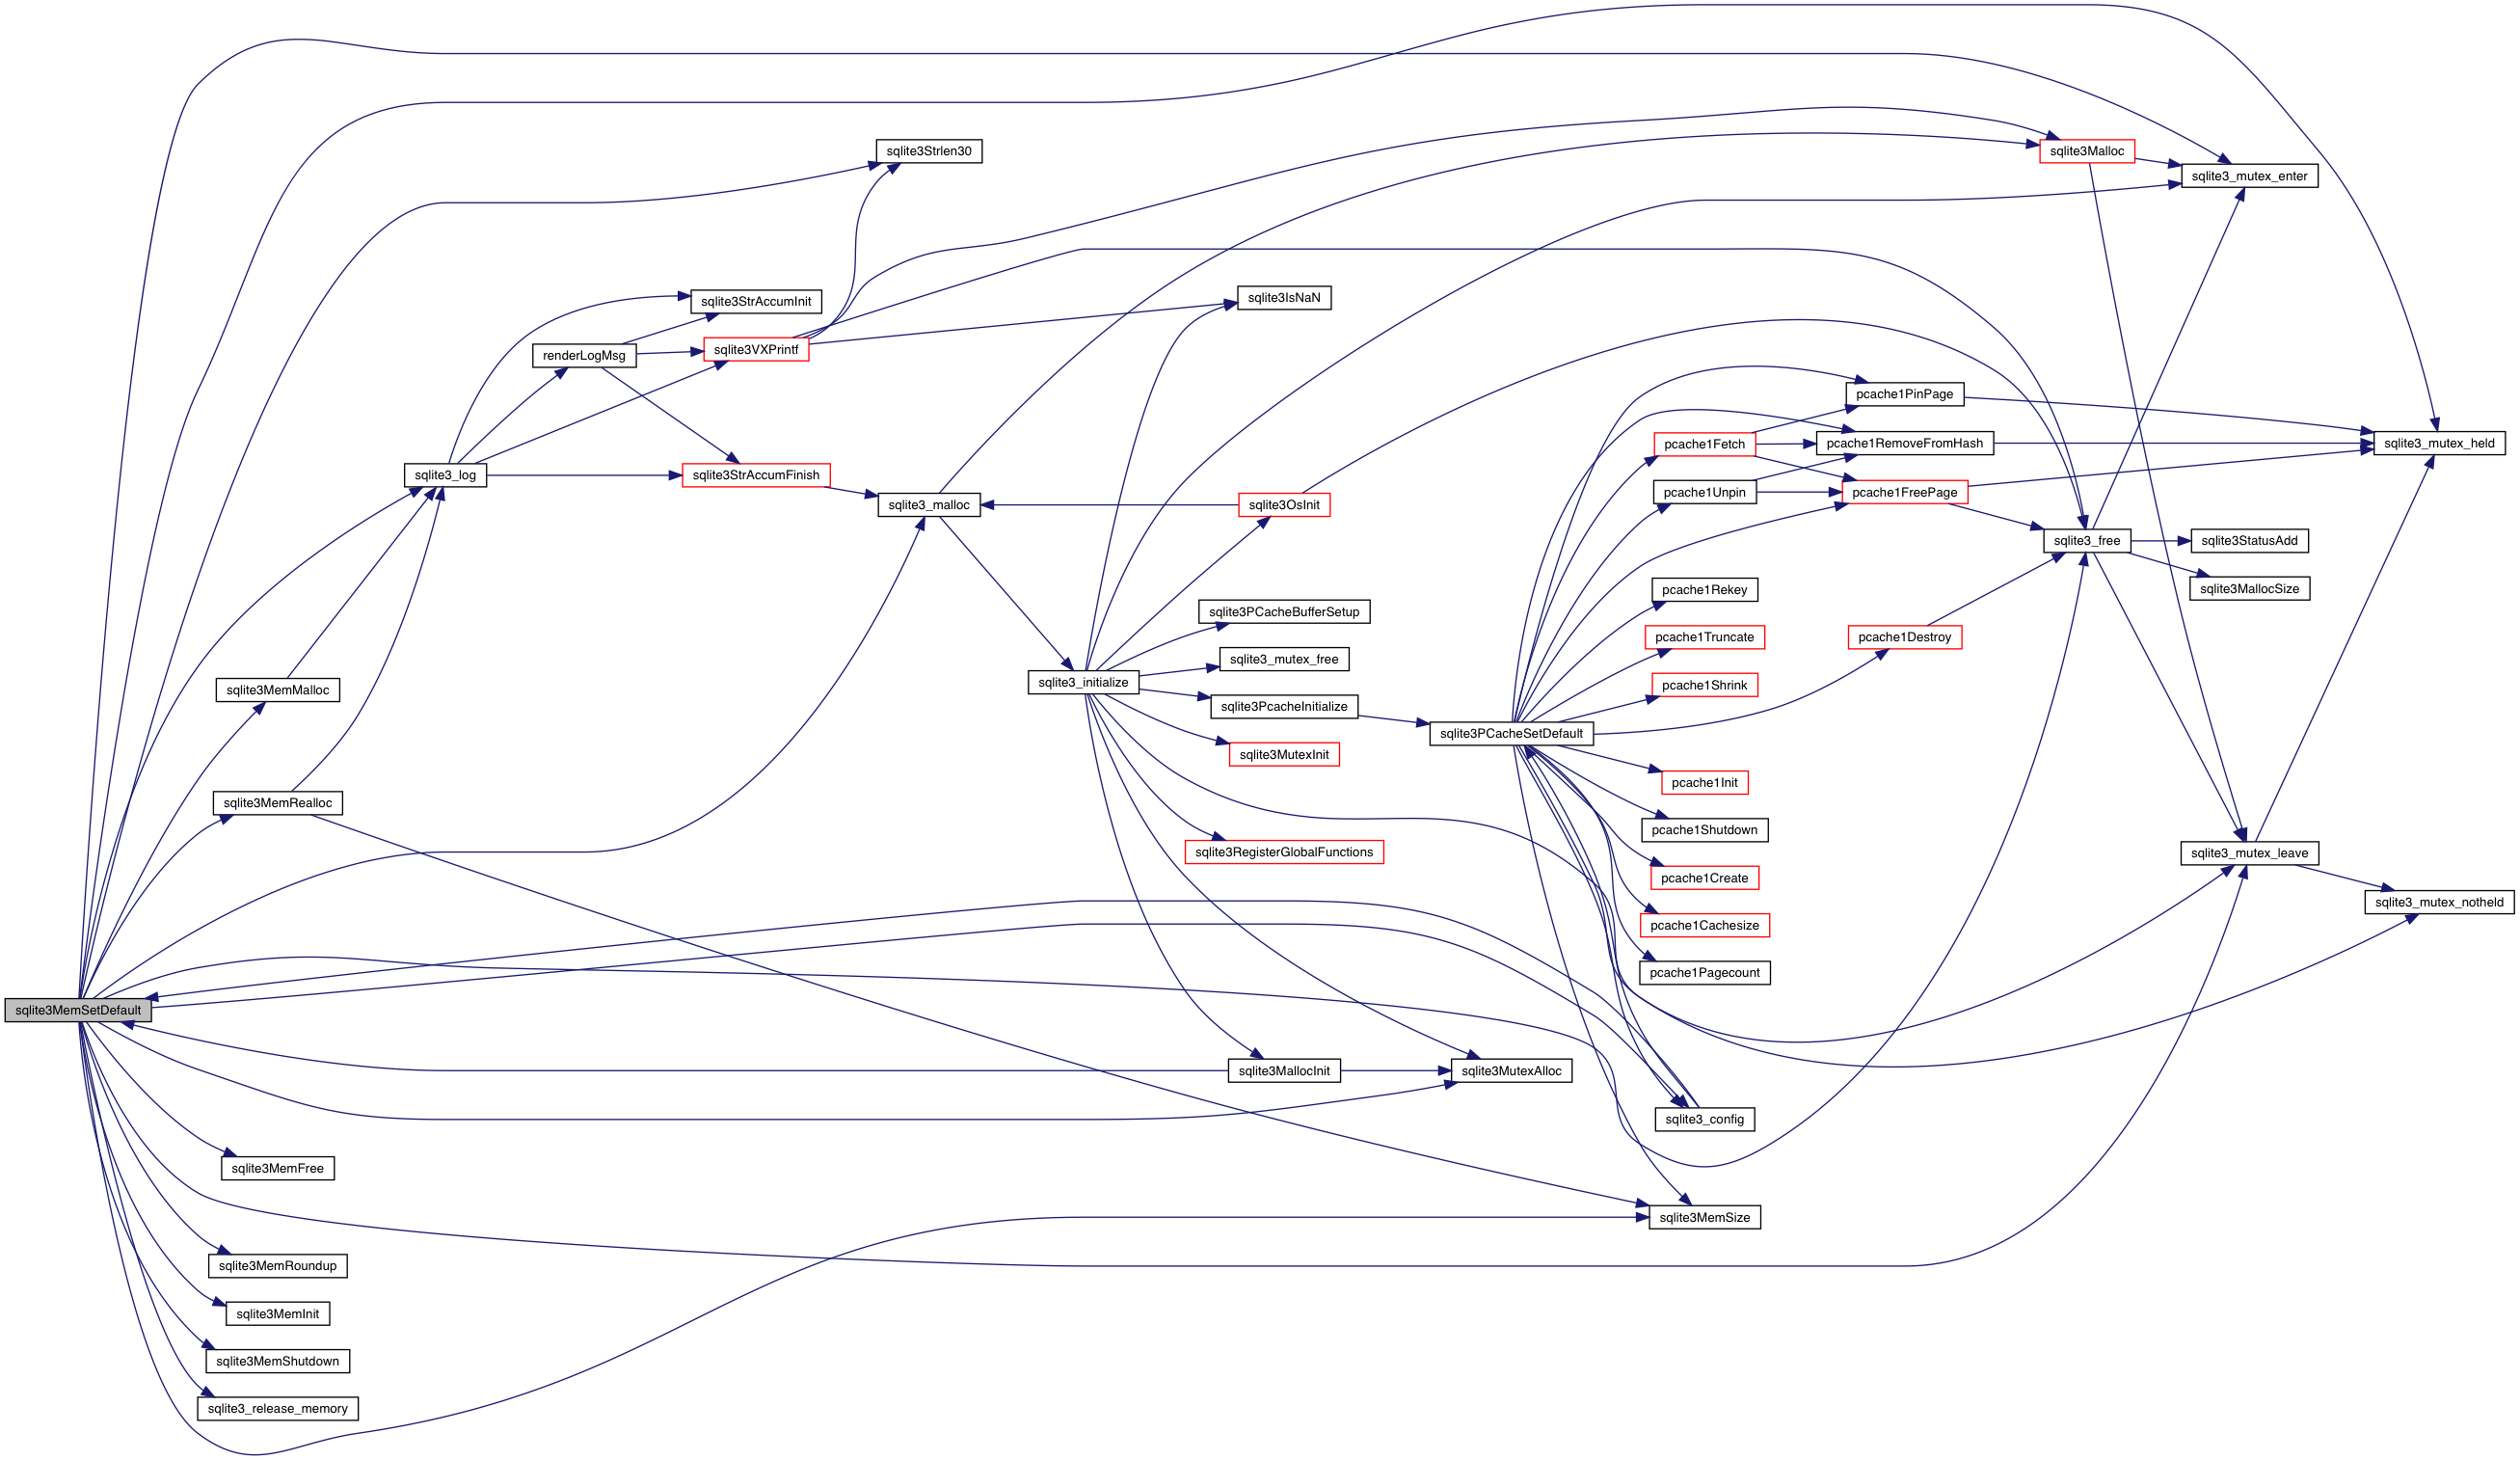 sqlite3Strlen30
sqlite3Malloc
sqlite3_mutex_enter
sqlite3StrAccumInit
sqlite3IsNaN
renderLogMsg
sqlite3VXPrintf
pcache1PinPage
sqlite3_log
sqlite3StrAccumFinish
pcache1Fetch
pcache1RemoveFromHash
sqlite3_mutex_held
sqlite3_malloc
sqlite3OsInit
pcache1Unpin
pcache1FreePage
sqlite3_free
sqlite3StatusAdd
sqlite3MallocSize
pcache1Rekey
sqlite3PCacheBufferSetup
pcache1Truncate
pcache1Destroy
sqlite3_mutex_free
sqlite3MemMalloc
sqlite3_initialize
pcache1Shrink
sqlite3PcacheInitialize
sqlite3PCacheSetDefault
sqlite3MutexInit
pcache1Init
sqlite3MemRealloc
pcache1Shutdown
sqlite3RegisterGlobalFunctions
sqlite3_mutex_leave
pcache1Create
sqlite3_mutex_notheld
pcache1Cachesize
pcache1Pagecount
sqlite3MemSetDefault
sqlite3MallocInit
sqlite3MutexAlloc
sqlite3_config
sqlite3MemFree
sqlite3MemSize
sqlite3MemRoundup
sqlite3MemInit
sqlite3MemShutdown
sqlite3_release_memory